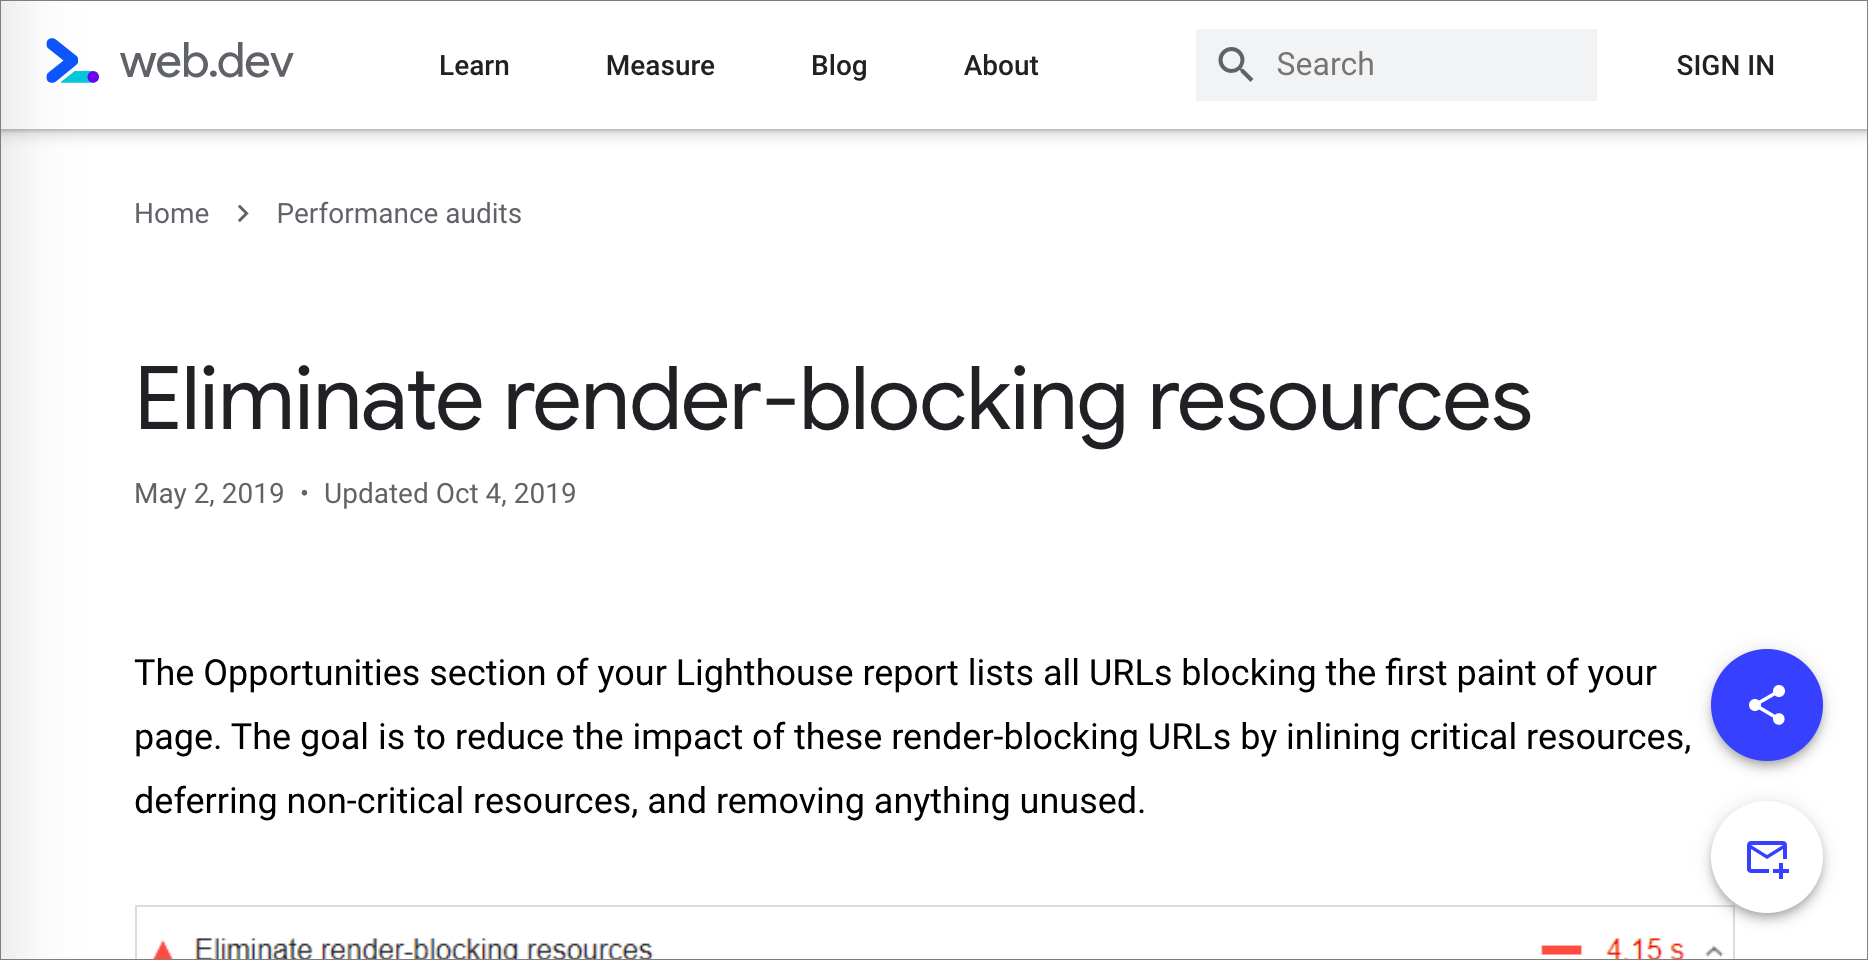 web.dev Learn Measure Blog About Search SIGN IN
Home Performance audits
Eliminate render-blocking resources
May 2, 2019 • Updated Oct 4, 2019
The Opportunities section of your Lighthouse report lists all URLs blocking the first paint of your
page. The goal is to reduce the impact of these render-blocking URLs by inlining critical resources,
deferring non-critical resources, and removing anything unused.
Eliminate render-blocking resources 4.15 s